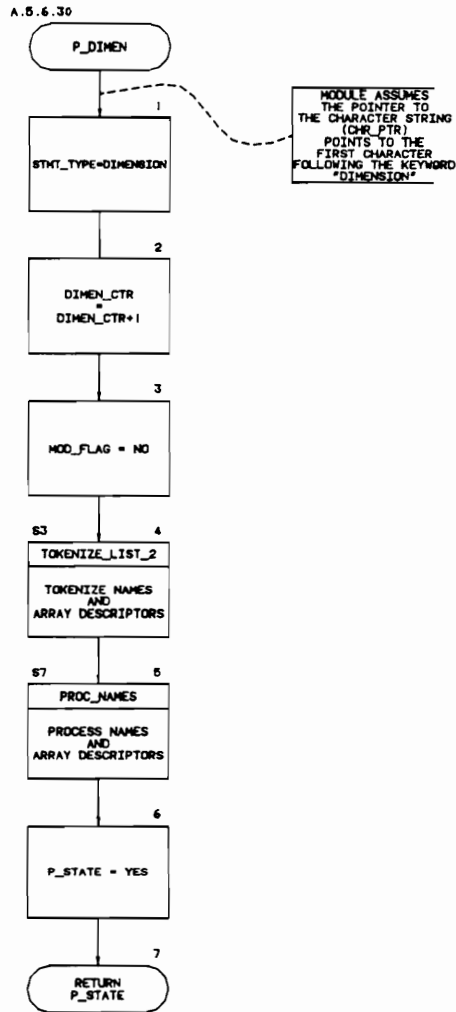 A.5.6.30
P_DIMEN
MODULE ASSUMES
THE POINTER TO
THE CHARACTER STRING
(CHR_PTR)
POINTS TO THE
FIRST CHARACTER
FOLLOWING THE KEYWORD
"DIMENSION"
1
STMT_TYPE=DIMENSION
2
DIMEN_CTR
=
DIMEN_CTR+1
3
MOD_FLAG = NO
S3 4
TOKENIZE_LIST_2
TOKENIZE NAMES
AND
ARRAY DESCRIPTORS
S7 5
PROC_NAMES
PROCESS NAMES
AND
ARRAY DESCRIPTORS
6
P_STATE = YES
7
RETURN
P_STATE